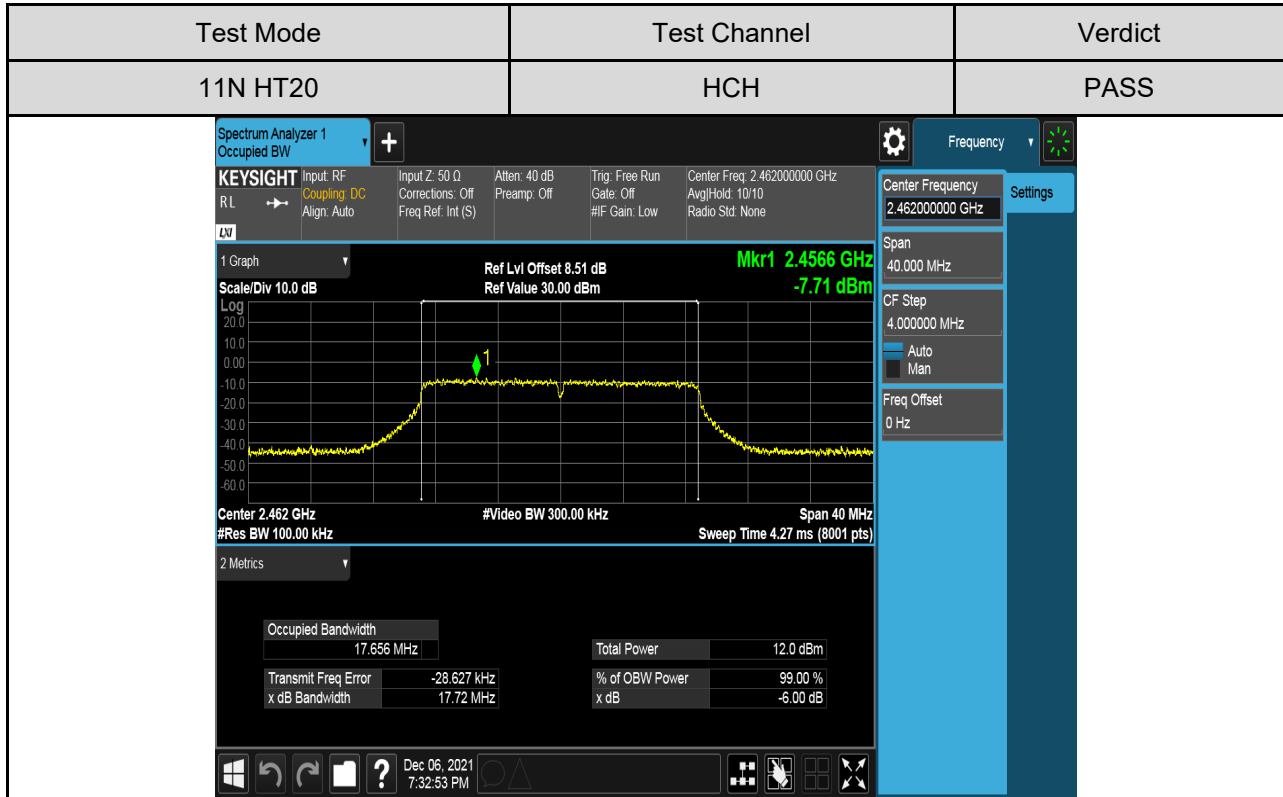 Test Mode Test Channel Verdict
11N HT20 HCH PASS
Spectrum Analyzer 1
Occupied BW
+
Frequency
KEYSIGHT
RL
LXI
Input: RF
Coupling: DC
Align: Auto
Input Z: 50 Ω
Corrections: Off
Freq Ref: Int (S)
Atten: 40 dB
Preamp: Off
Trig: Free Run
Gate: Off
#IF Gain: Low
Center Freq: 2.462000000 GHz
Avg|Hold: 10/10
Radio Std: None
Center Frequency
2.462000000 GHz
Settings
Span
40.000 MHz
CF Step
4.000000 MHz
Auto
Man
Freq Offset
0 Hz
1 Graph
Scale/Div 10.0 dB
Ref Lvl Offset 8.51 dB
Ref Value 30.00 dBm
Mkr1 2.4566 GHz
-7.71 dBm
Log
20.0
10.0
0.00
-10.0
-20.0
-30.0
-40.0
-50.0
-60.0
1
Center 2.462 GHz
#Res BW 100.00 kHz
#Video BW 300.00 kHz
Span 40 MHz
Sweep Time 4.27 ms (8001 pts)
2 Metrics
Occupied Bandwidth
17.656 MHz
Total Power 12.0 dBm
Transmit Freq Error -28.627 kHz
% of OBW Power 99.00 %
x dB Bandwidth 17.72 MHz
x dB -6.00 dB
?
Dec 06, 2021
7:32:53 PM